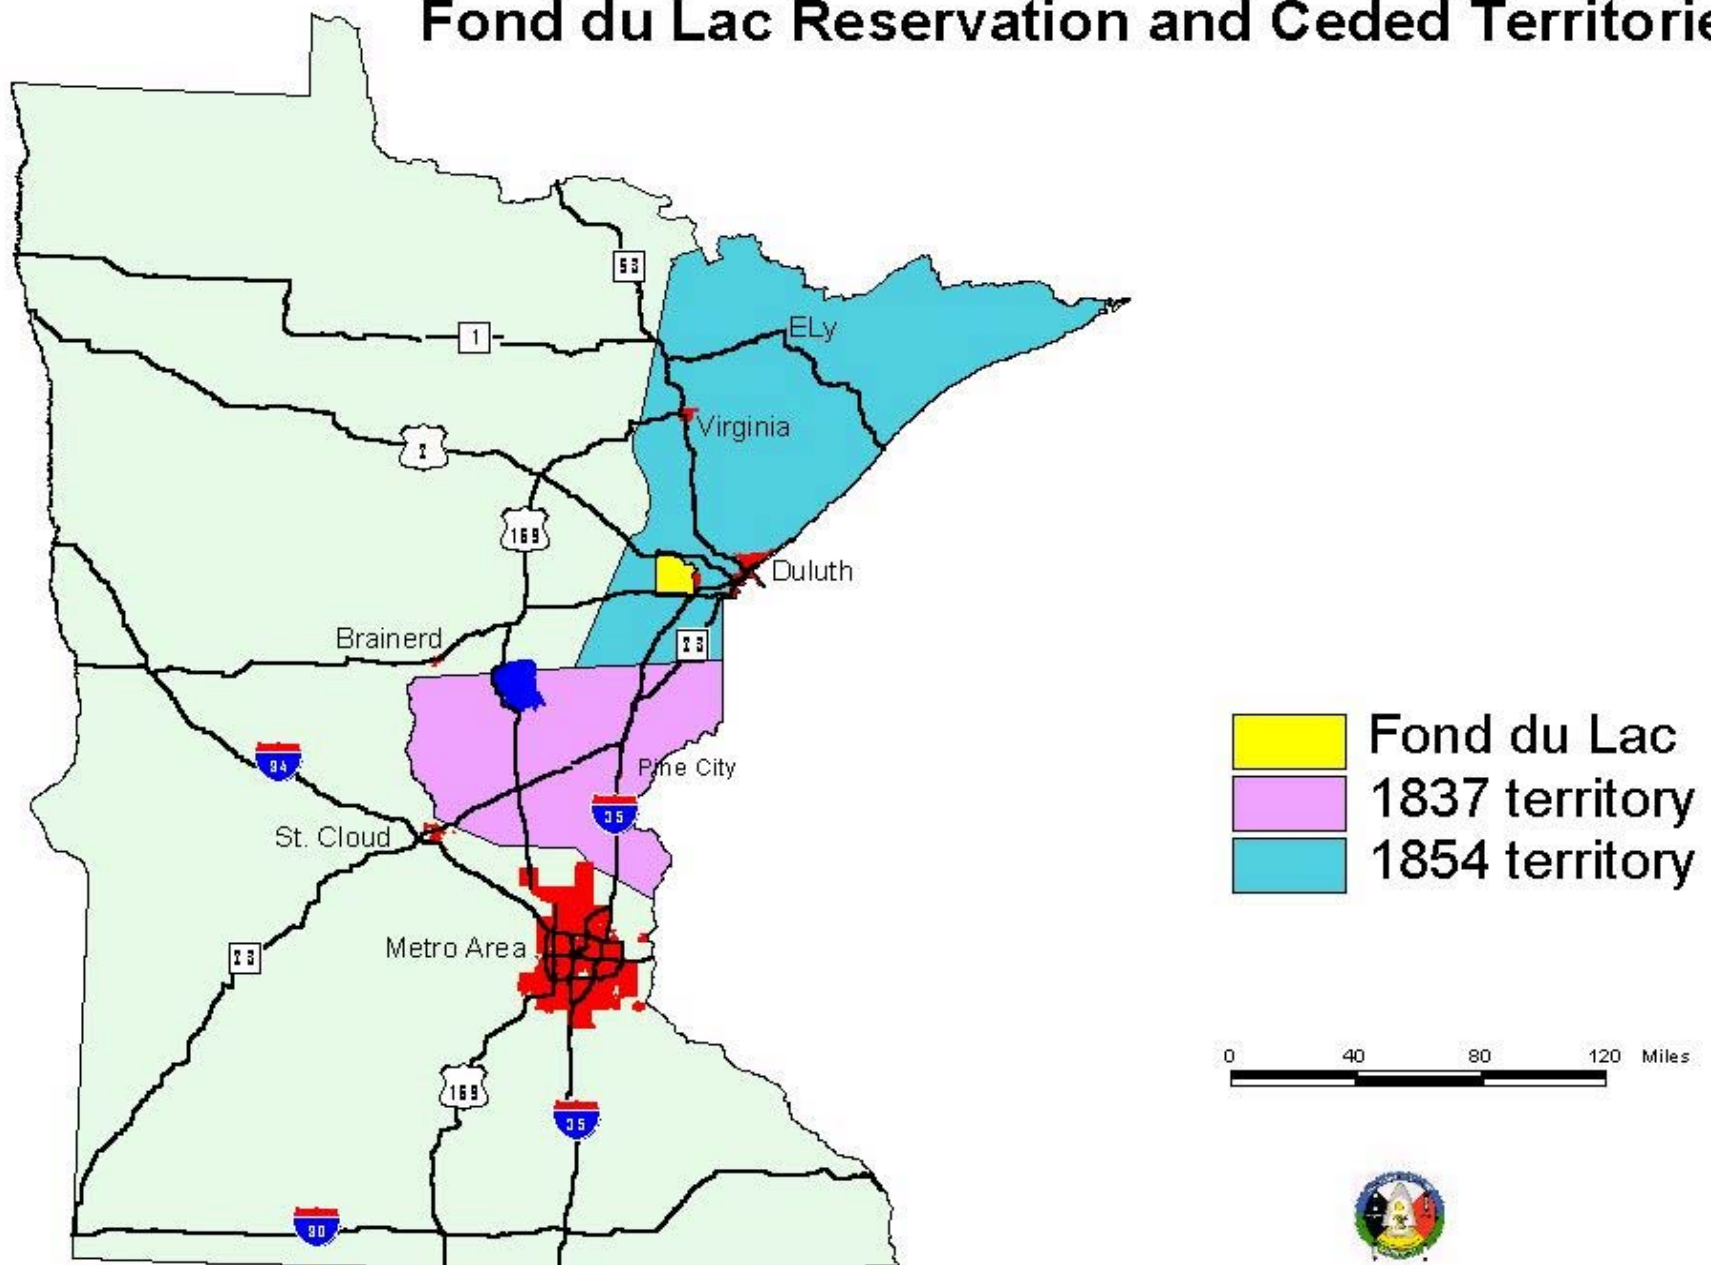 Fond du Lac Reservation and Ceded Territorie
53
1
ELy
Virginia
2
169
Duluth
Brainerd
23
94
Pine City
35
St. Cloud
Metro Area
23
169
35
90
Fond du Lac
1837 territory
1854 territory
0 40 80 120 Miles